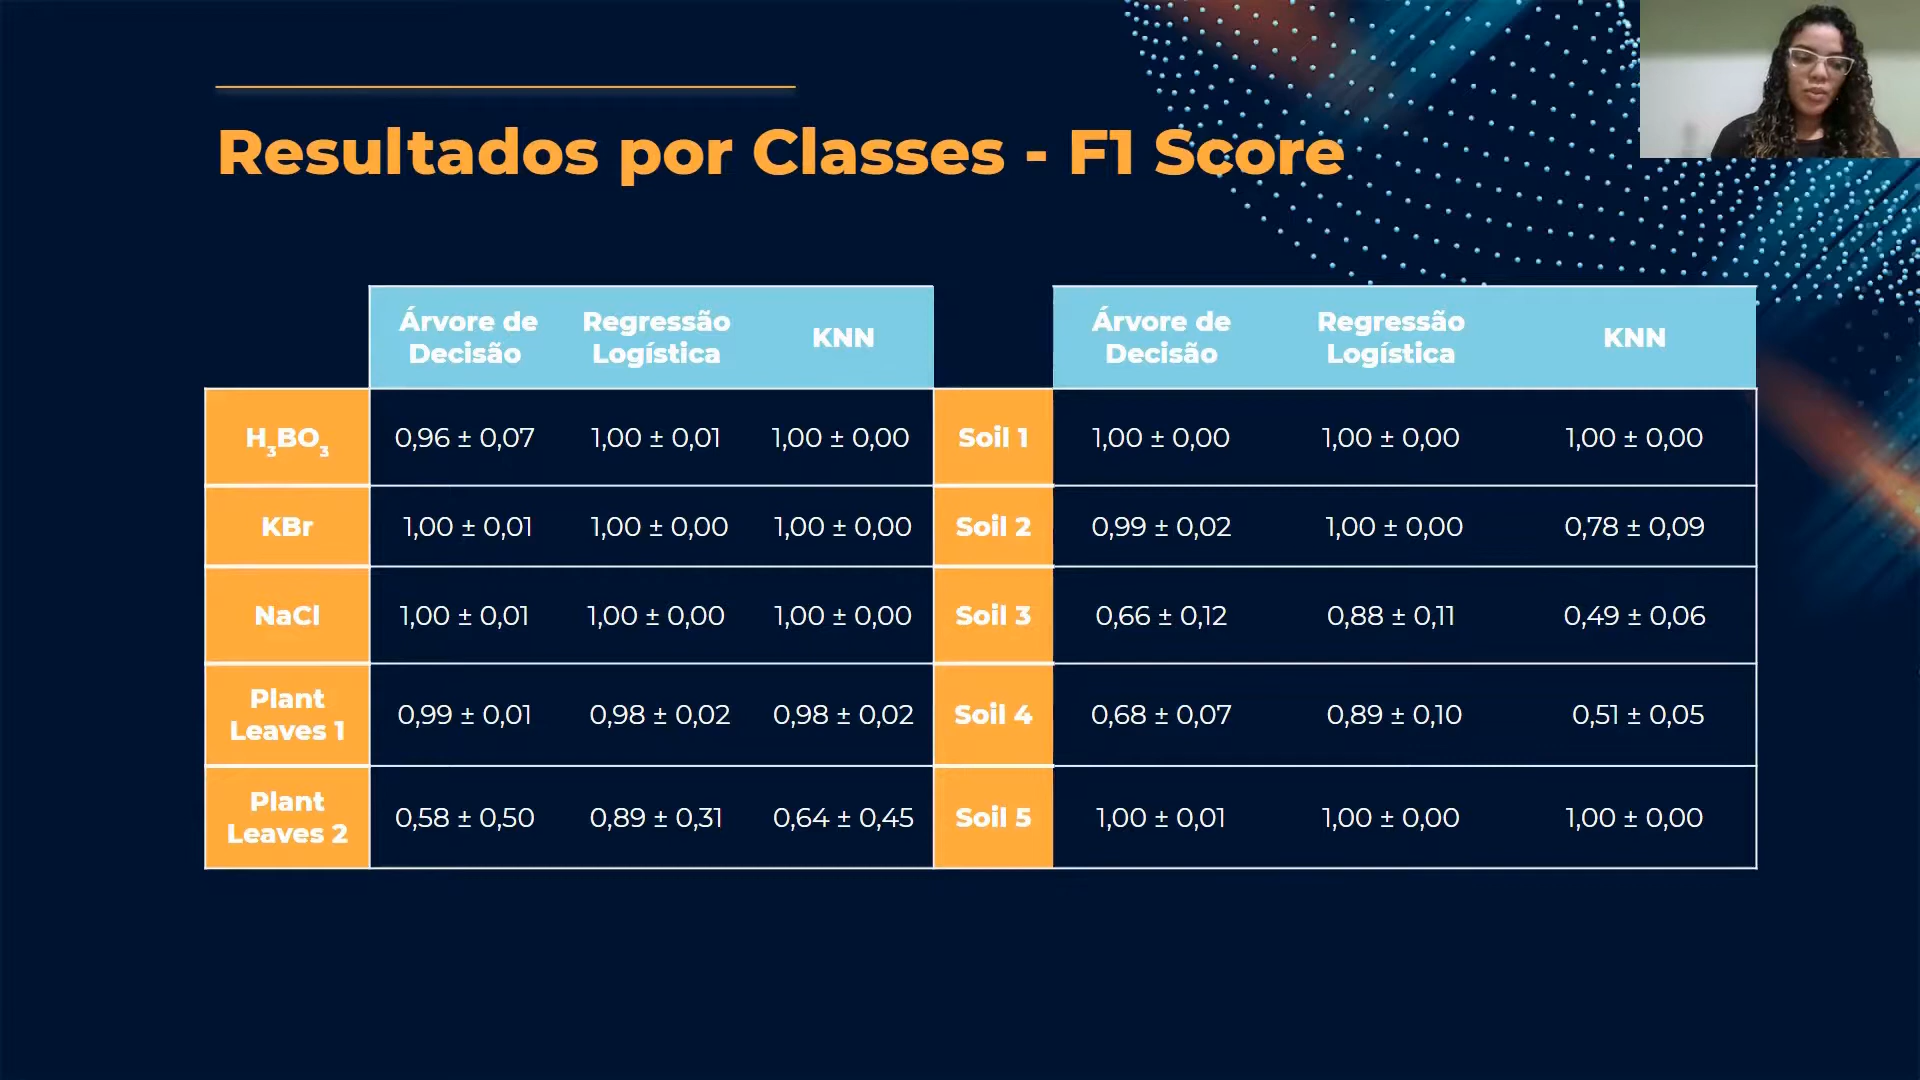 Resultados por Classes - F1 Score
Árvore de Decisão Regressão Logística KNN Árvore de Decisão Regressão Logística KNN
H₃BO₃ 0,96 ± 0,07 1,00 ± 0,01 1,00 ± 0,00 Soil 1 1,00 ± 0,00 1,00 ± 0,00 1,00 ± 0,00
KBr 1,00 ± 0,01 1,00 ± 0,00 1,00 ± 0,00 Soil 2 0,99 ± 0,02 1,00 ± 0,00 0,78 ± 0,09
NaCl 1,00 ± 0,01 1,00 ± 0,00 1,00 ± 0,00 Soil 3 0,66 ± 0,12 0,88 ± 0,11 0,49 ± 0,06
Plant Leaves 1 0,99 ± 0,01 0,98 ± 0,02 0,98 ± 0,02 Soil 4 0,68 ± 0,07 0,89 ± 0,10 0,51 ± 0,05
Plant Leaves 2 0,58 ± 0,50 0,89 ± 0,31 0,64 ± 0,45 Soil 5 1,00 ± 0,01 1,00 ± 0,00 1,00 ± 0,00